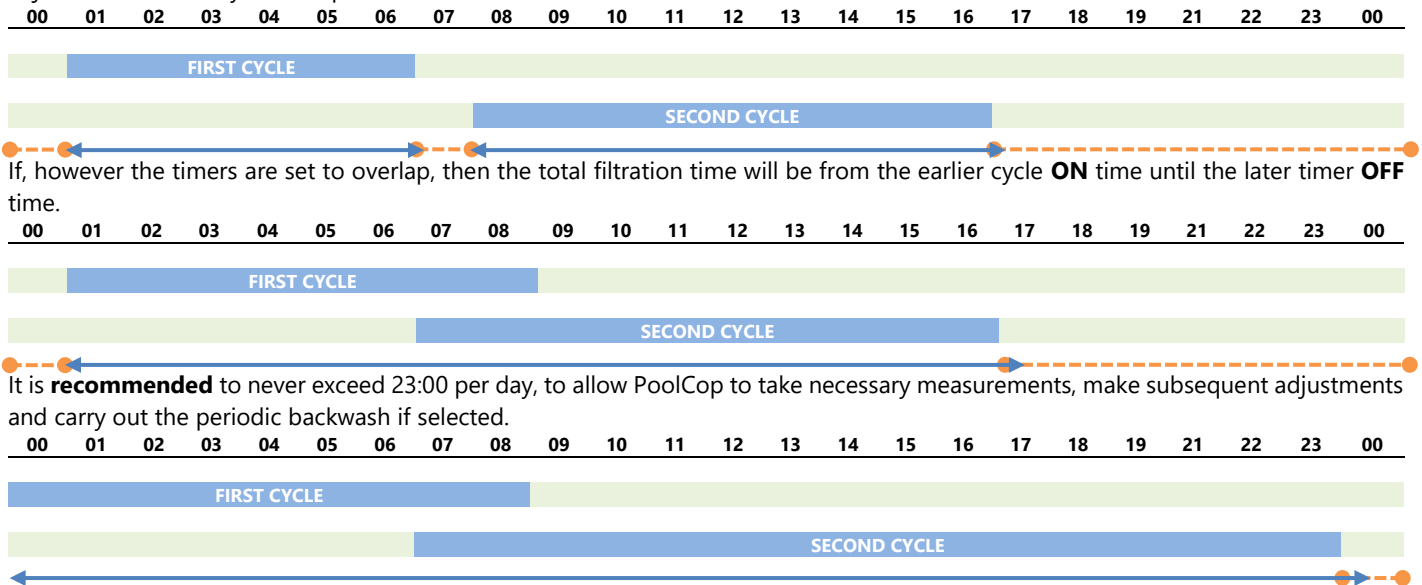 00 01 02 03 04 05 06 07 08 09 10 11 12 13 14 15 16 17 18 19 21 22 23 00
FIRST CYCLE
SECOND CYCLE
If, however the timers are set to overlap, then the total filtration time will be from the earlier cycle ON time until the later timer OFF
time.
00 01 02 03 04 05 06 07 08 09 10 11 12 13 14 15 16 17 18 19 21 22 23 00
FIRST CYCLE
SECOND CYCLE
It is recommended to never exceed 23:00 per day, to allow PoolCop to take necessary measurements, make subsequent adjustments
and carry out the periodic backwash if selected.
00 01 02 03 04 05 06 07 08 09 10 11 12 13 14 15 16 17 18 19 21 22 23 00
FIRST CYCLE
SECOND CYCLE